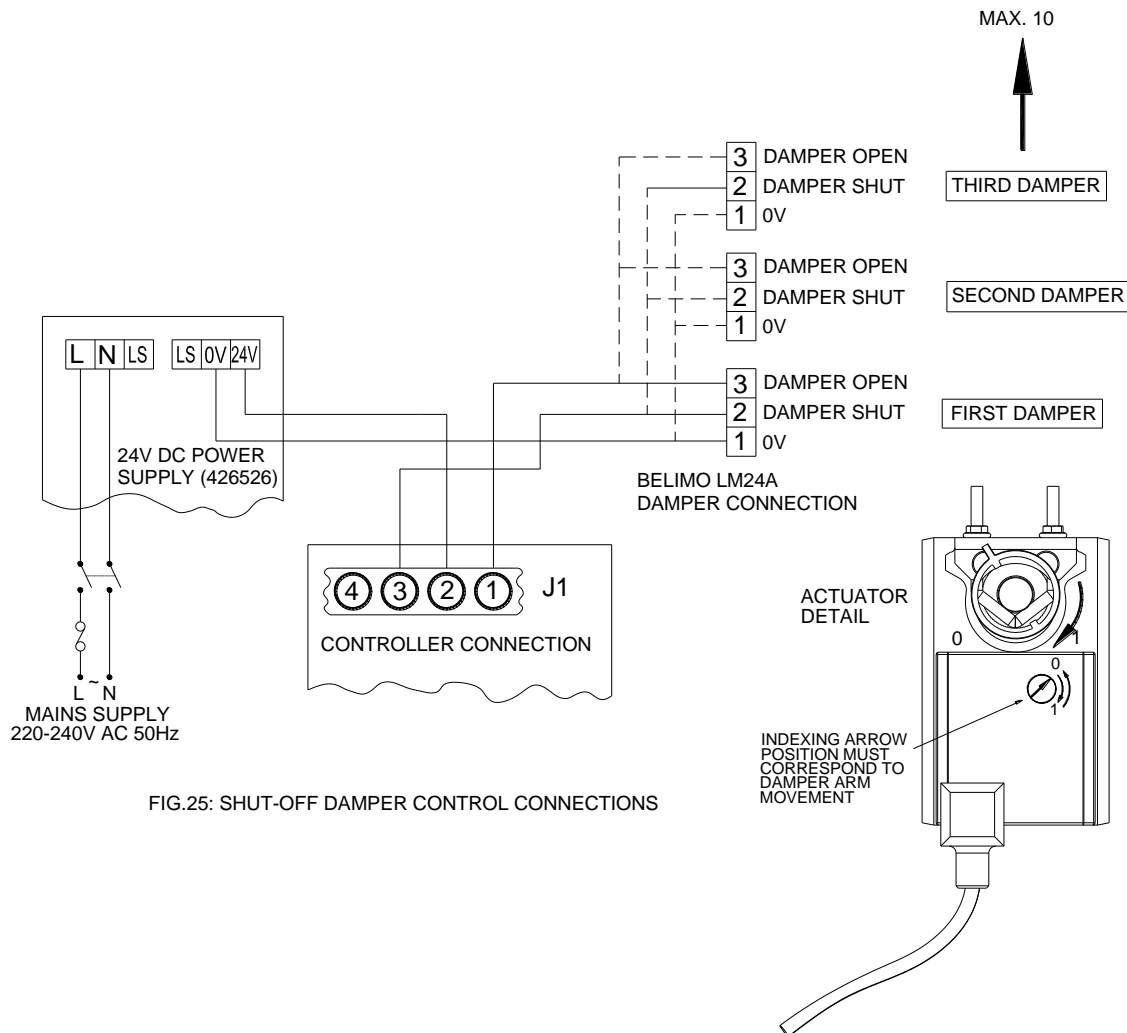 MAX. 10
3 DAMPER OPEN
2 DAMPER SHUT
1 0V
THIRD DAMPER
3 DAMPER OPEN
2 DAMPER SHUT
1 0V
SECOND DAMPER
3 DAMPER OPEN
2 DAMPER SHUT
1 0V
FIRST DAMPER
BELIMO LM24A
DAMPER CONNECTION
L N LS LS 0V 24V
24V DC POWER
SUPPLY (426526)
L ~ N
MAINS SUPPLY
220-240V AC 50Hz
4 3 2 1 J1
CONTROLLER CONNECTION
ACTUATOR
DETAIL
0 1
0
1
INDEXING ARROW
POSITION MUST
CORRESPOND TO
DAMPER ARM
MOVEMENT
FIG.25: SHUT-OFF DAMPER CONTROL CONNECTIONS